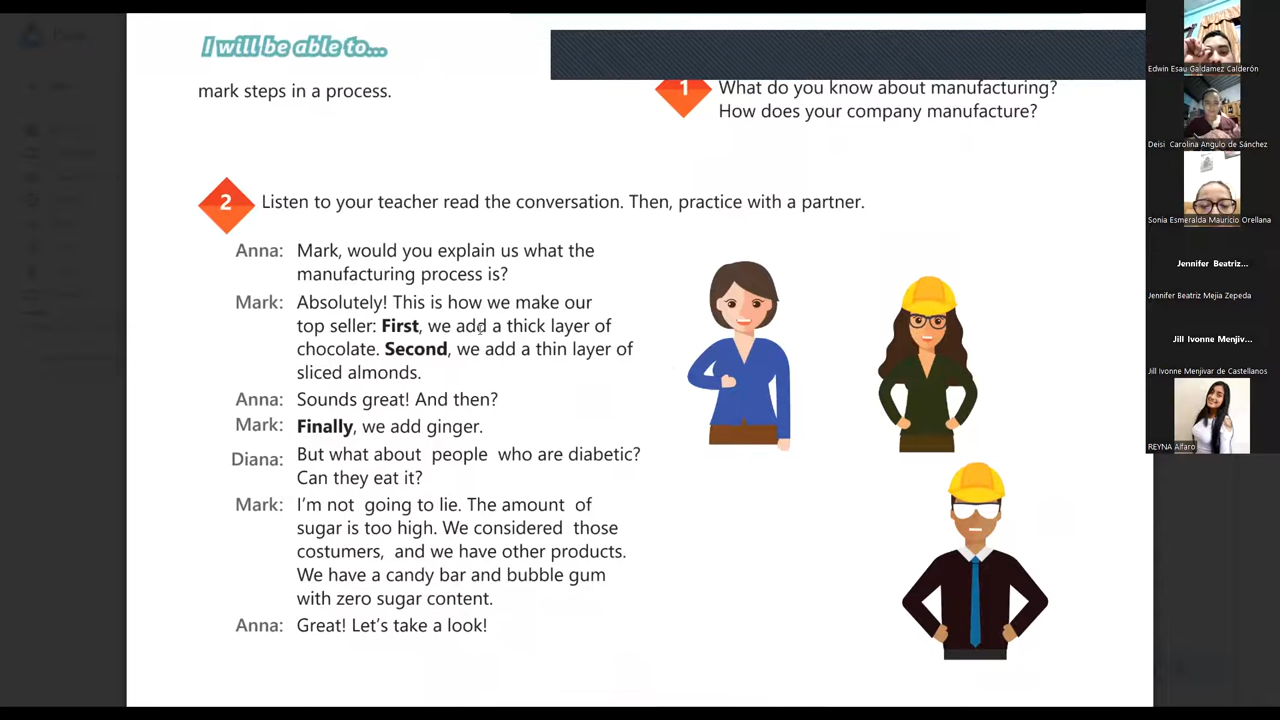 I will be able to...
mark steps in a process.
1
What do you know about manufacturing?
How does your company manufacture?
2
Listen to your teacher read the conversation. Then, practice with a partner.
Anna: Mark, would you explain us what the
manufacturing process is?
Mark: Absolutely! This is how we make our
top seller: First, we add a thick layer of
chocolate. Second, we add a thin layer of
sliced almonds.
Anna: Sounds great! And then?
Mark: Finally, we add ginger.
Diana: But what about people who are diabetic?
Can they eat it?
Mark: I'm not going to lie. The amount of
sugar is too high. We considered those
costumers, and we have other products.
We have a candy bar and bubble gum
with zero sugar content.
Anna: Great! Let's take a look!
Edwin Esau Galdamez Calderón
Deisi Carolina Angulo de Sánchez
Sonia Esmeralda Mauricio Orellana
Jennifer Beatriz...
Jennifer Beatriz Mejia Zepeda
Jill Ivonne Menjiv...
Jill Ivonne Menjivar de Castellanos
REYNA Alfaro